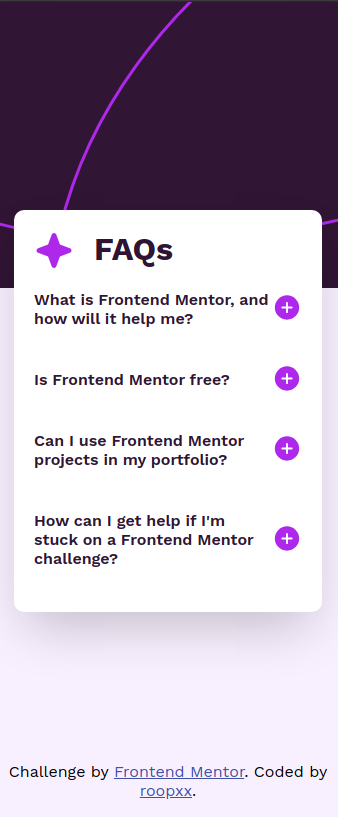 FAQs
What is Frontend Mentor, and
how will it help me?
Is Frontend Mentor free?
Can I use Frontend Mentor
projects in my portfolio?
How can I get help if I'm
stuck on a Frontend Mentor
challenge?
Challenge by Frontend Mentor. Coded by
roopxx.